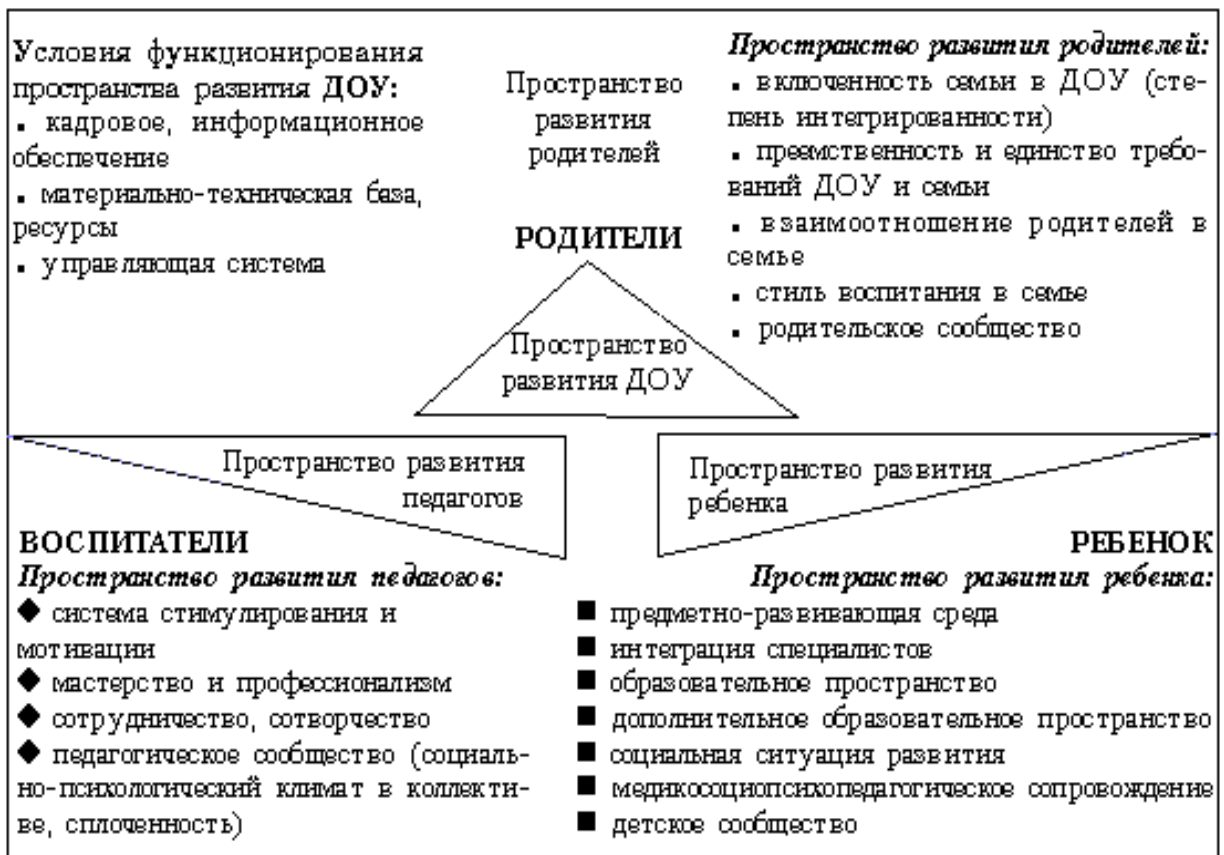 Условия функционирования
пространства развития ДОУ:
▪ кадровое, информационное
обеспечение
▪ материально-техническая база,
ресурсы
▪ управляющая система
Пространство
развития
родителей
РОДИТЕЛИ
Пространство развития родителей:
▪ включенность семьи в ДОУ (сте-
пень интегрированности)
▪ преемственность и единство требо-
ваний ДОУ и семьи
▪ взаимоотношение родителей в
семье
▪ стиль воспитания в семье
▪ родительское сообщество
Пространство
развития ДОУ
Пространство развития
педагогов
Пространство развития
ребенка
ВОСПИТАТЕЛИ
Пространство развития педагогов:
◆ система стимулирования и
мотивации
◆ мастерство и профессионализм
◆ сотрудничество, сотворчество
◆ педагогическое сообщество (социаль-
но-психологический климат в коллекти-
ве, сплоченность)
РЕБЕНОК
Пространство развития ребенка:
■ предметно-развивающая среда
■ интеграция специалистов
■ образовательное пространство
■ дополнительное образовательное пространство
■ социальная ситуация развития
■ медикосоциопсихопедагогическое сопровождение
■ детское сообщество